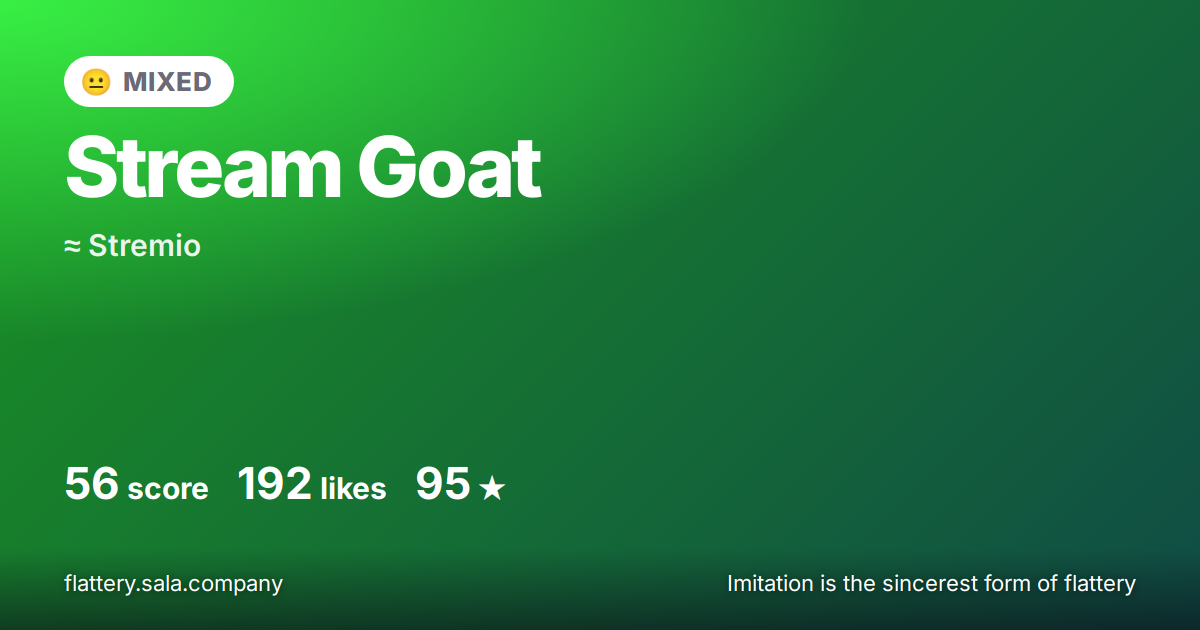 😐 MIXED
Stream Goat
≈ Stremio
56 score 192 likes 95 ★
flattery.sala.company
Imitation is the sincerest form of flattery